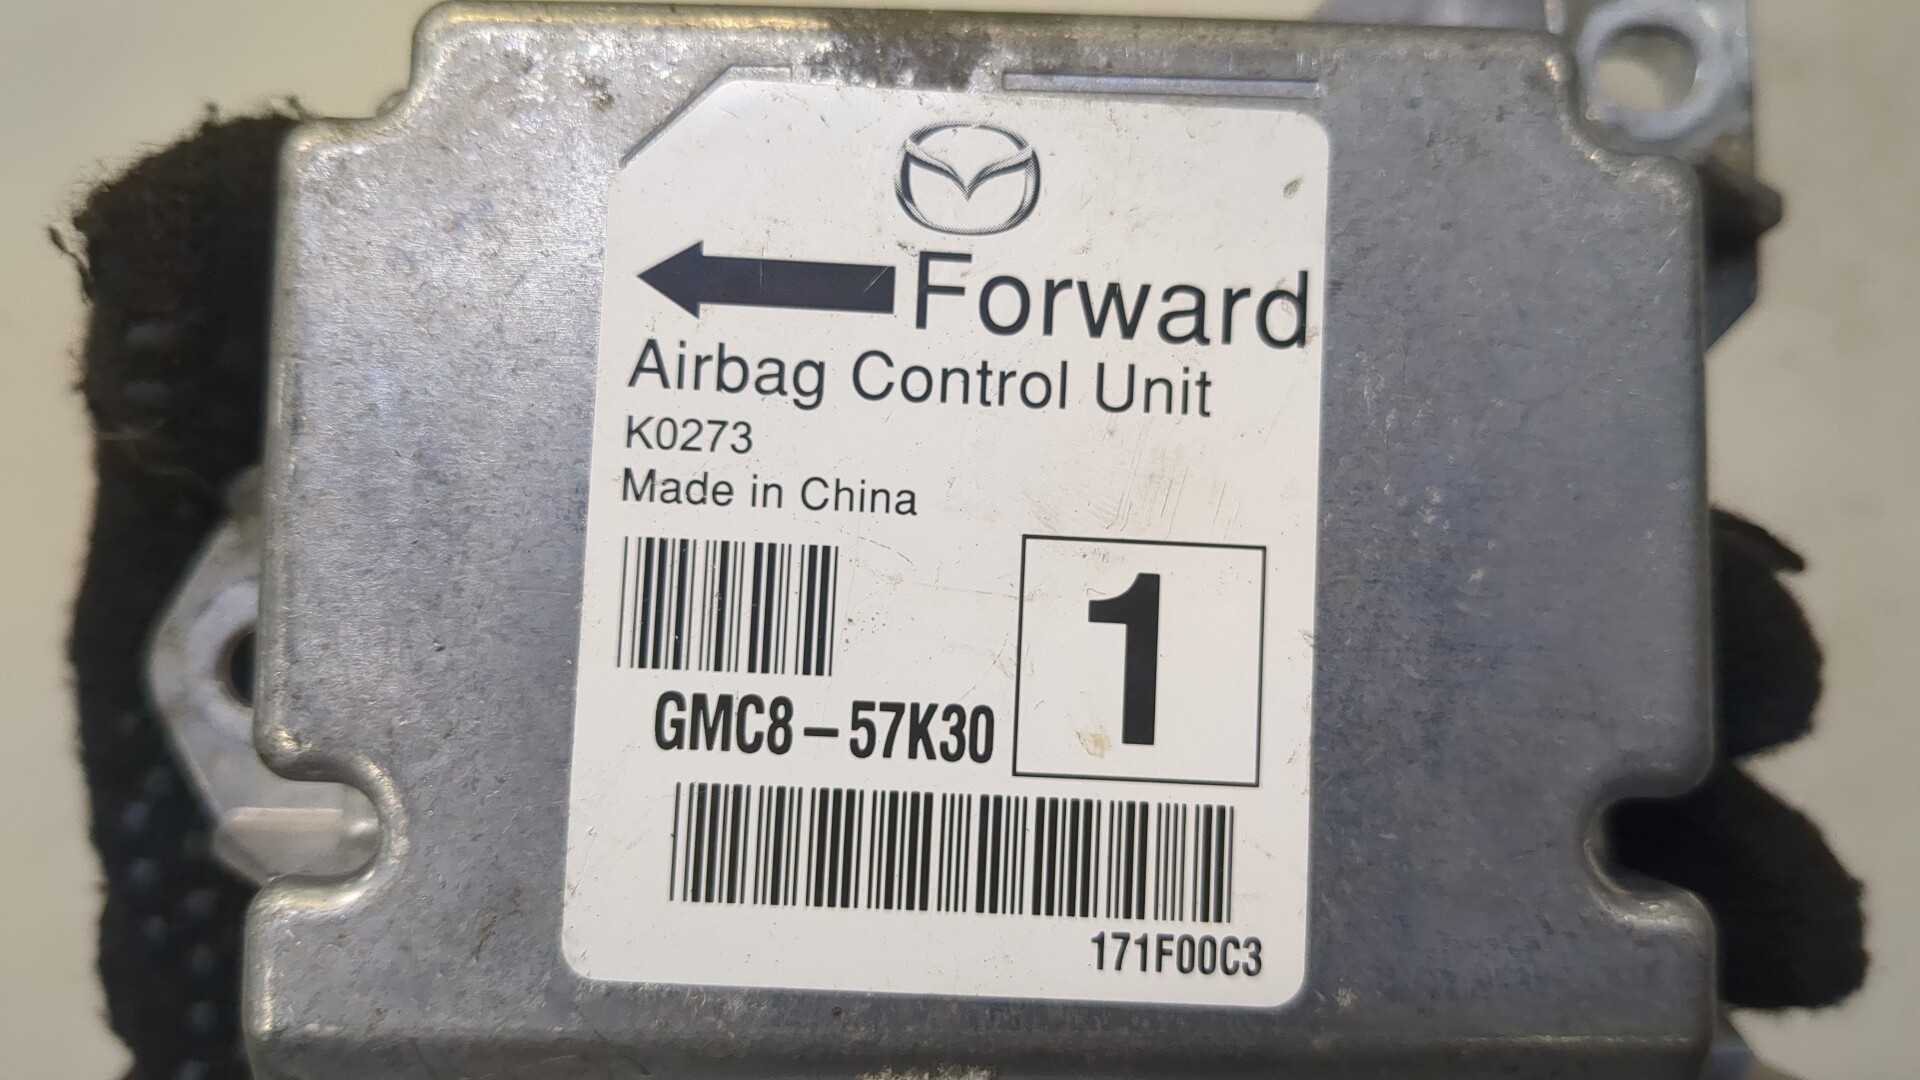 Forward
Airbag Control Unit
K0273
Made in China
1
GMC8-57K30
171F00C3